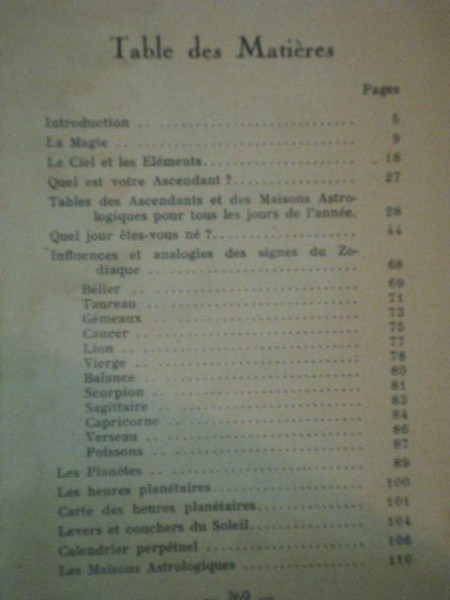 Table des Matières
Pages
Introduction .. .................................. 5
La Magie .. .................................... 9
Le Ciel et les Eléments......................... 18
Quel est votre Ascendant ?...................... 27
Tables des Ascendants et des Maisons Astro-
logiques pour tous les jours de l'année. 28
Quel jour êtes-vous né ?........................ 44
Influences et analogies des signes du Zo-
diaque .. ................................... 68
Bélier .. .................................. 69
Taureau .. ................................ 71
Gémeaux .. ............................... 73
Cancer .. ................................. 75
Lion .. .................................... 77
Vierge .. .................................. 78
Balance .. ................................ 80
Scorpion .. ............................... 81
Sagittaire .. .............................. 83
Capricorne .. ............................. 84
Verseau .. ................................ 86
Poissons .. ............................... 87
Les Planètes .. ................................ 89
Les heures planétaires.......................... 100
Carte des heures planétaires.................... 101
Levers et couchers du Soleil.................... 104
Calendrier perpétuel ........................... 106
Les Maisons Astrologiques ...................... 110
— 269 —